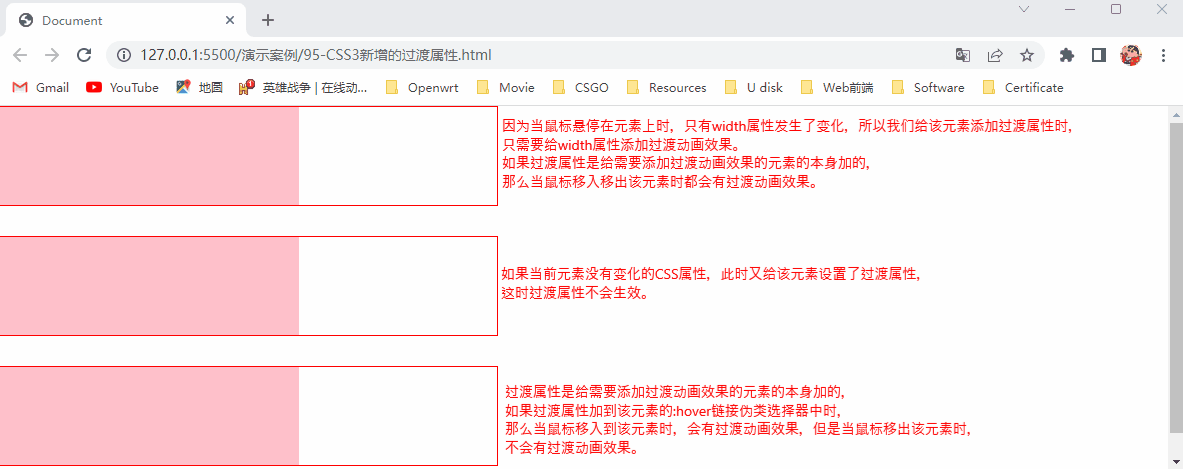 Document
127.0.0.1:5500/演示案例/95-CSS3新增的过渡属性.html
Gmail
YouTube
地圖
英雄战争 | 在线动...
Openwrt
Movie
CSGO
Resources
U disk
Web前端
Software
Certificate
因为当鼠标悬停在元素上时，只有width属性发生了变化，所以我们给该元素添加过渡属性时，
只需要给width属性添加过渡动画效果。
如果过渡属性是给需要添加过渡动画效果的元素的本身加的，
那么当鼠标移入移出该元素时都会有过渡动画效果。
如果当前元素没有变化的CSS属性，此时又给该元素设置了过渡属性，
这时过渡属性不会生效。
过渡属性是给需要添加过渡动画效果的元素的本身加的，
如果过渡属性加到该元素的:hover链接伪类选择器中时，
那么当鼠标移入到该元素时，会有过渡动画效果，但是当鼠标移出该元素时，
不会有过渡动画效果。